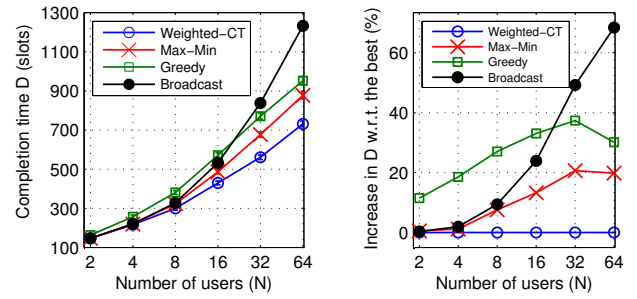 Completion time D (slots)
1300
1100
900
700
500
300
100
Weighted-CT
Max-Min
Greedy
Broadcast
2 4 8 16 32 64
Number of users (N)
Increase in D w.r.t. the best (%)
60
40
20
0
Weighted-CT
Max-Min
Greedy
Broadcast
2 4 8 16 32 64
Number of users (N)